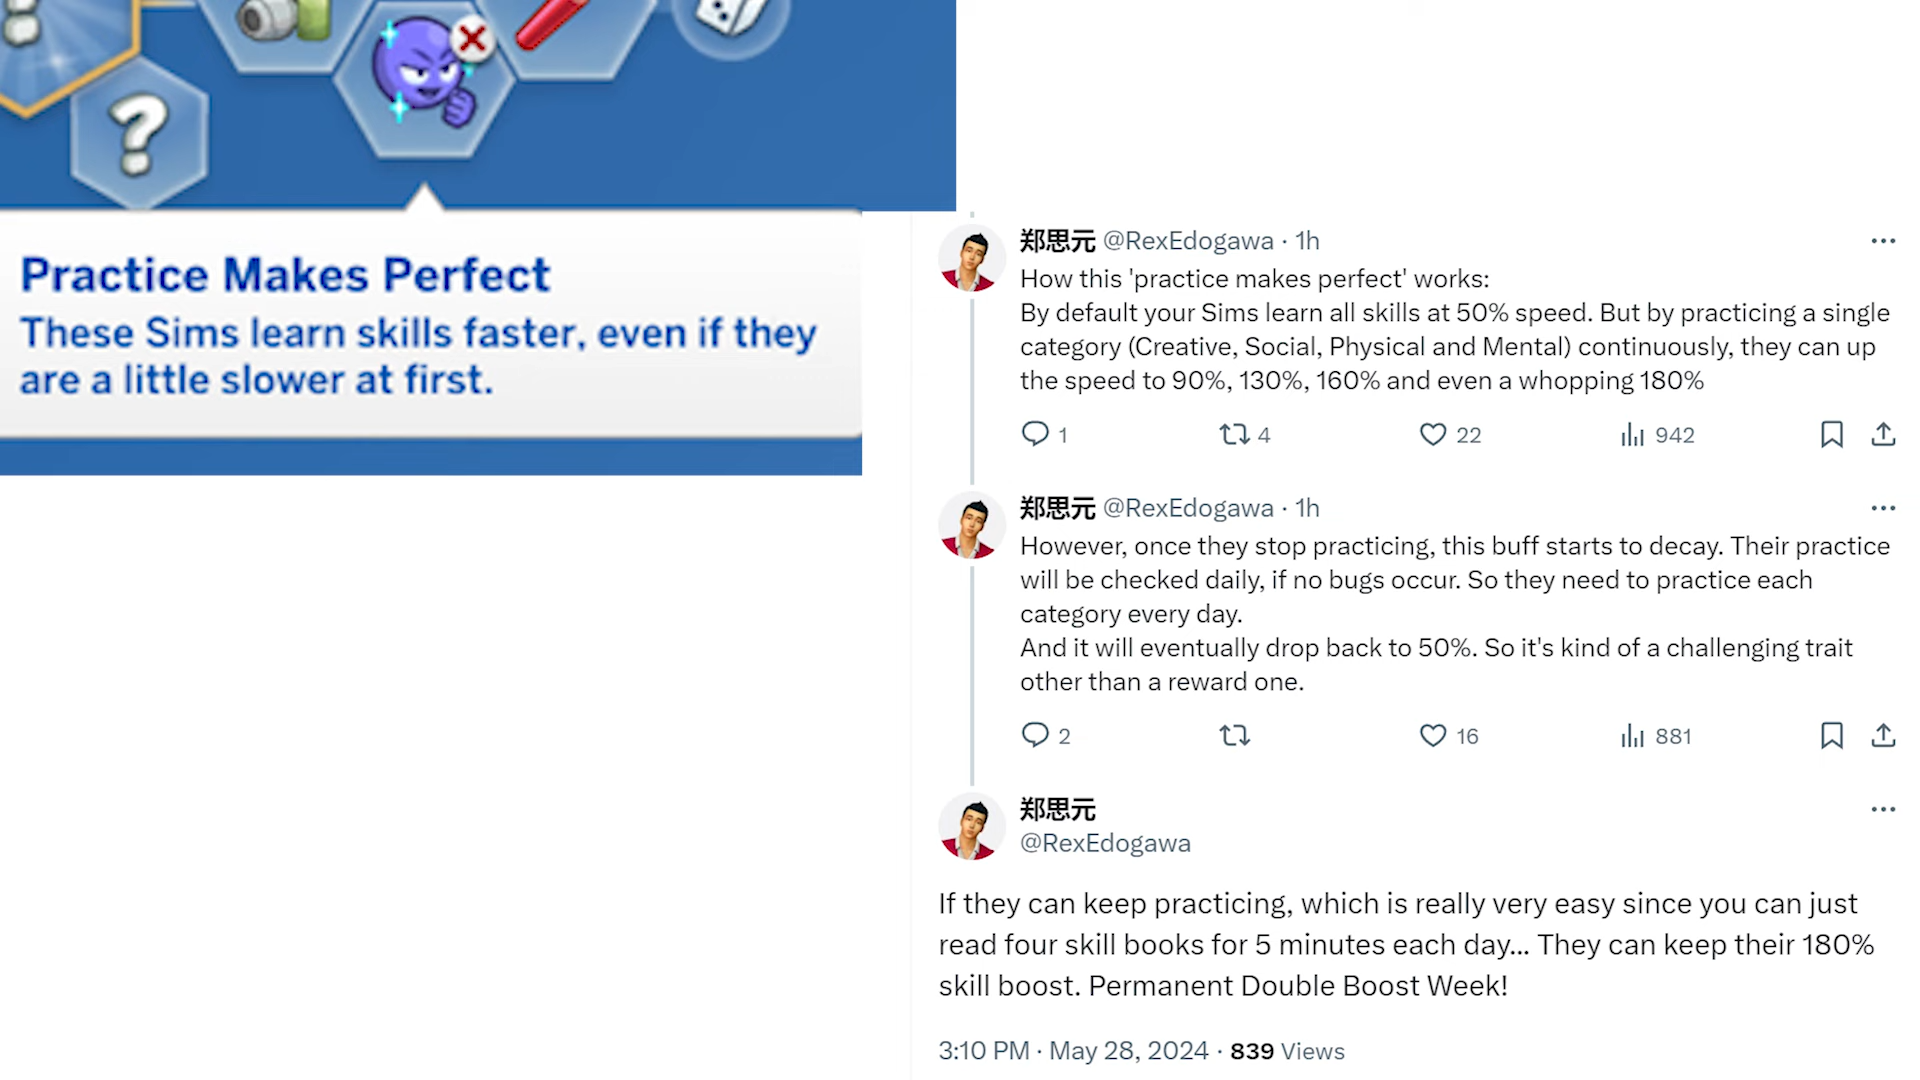 Practice Makes Perfect
These Sims learn skills faster, even if they
are a little slower at first.
郑思元 @RexEdogawa · 1h
How this 'practice makes perfect' works:
By default your Sims learn all skills at 50% speed. But by practicing a single
category (Creative, Social, Physical and Mental) continuously, they can up
the speed to 90%, 130%, 160% and even a whopping 180%
1 4 22 942
郑思元 @RexEdogawa · 1h
However, once they stop practicing, this buff starts to decay. Their practice
will be checked daily, if no bugs occur. So they need to practice each
category every day.
And it will eventually drop back to 50%. So it's kind of a challenging trait
other than a reward one.
2 16 881
郑思元
@RexEdogawa
If they can keep practicing, which is really very easy since you can just
read four skill books for 5 minutes each day... They can keep their 180%
skill boost. Permanent Double Boost Week!
3:10 PM · May 28, 2024 · 839 Views